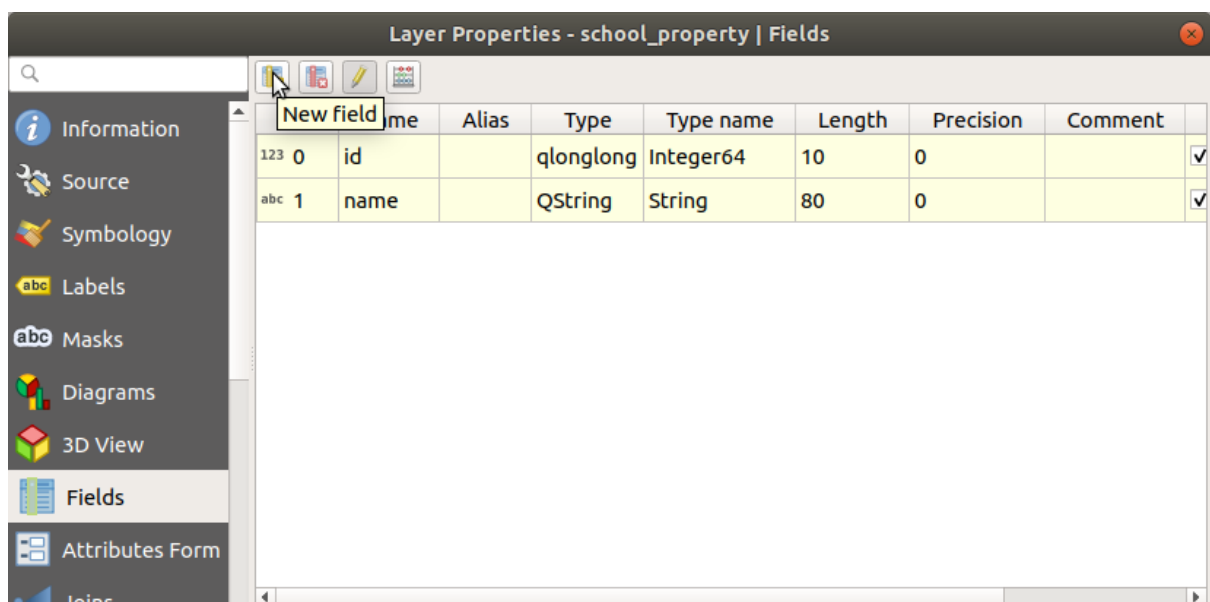 Layer Properties - school_property | Fields
Information
Source
Symbology
abc Labels
abc Masks
Diagrams
3D View
Fields
Attributes Form
New field
Alias Type Type name Length Precision Comment
123 0 id qlonglong Integer64 10 0
abc 1 name QString String 80 0